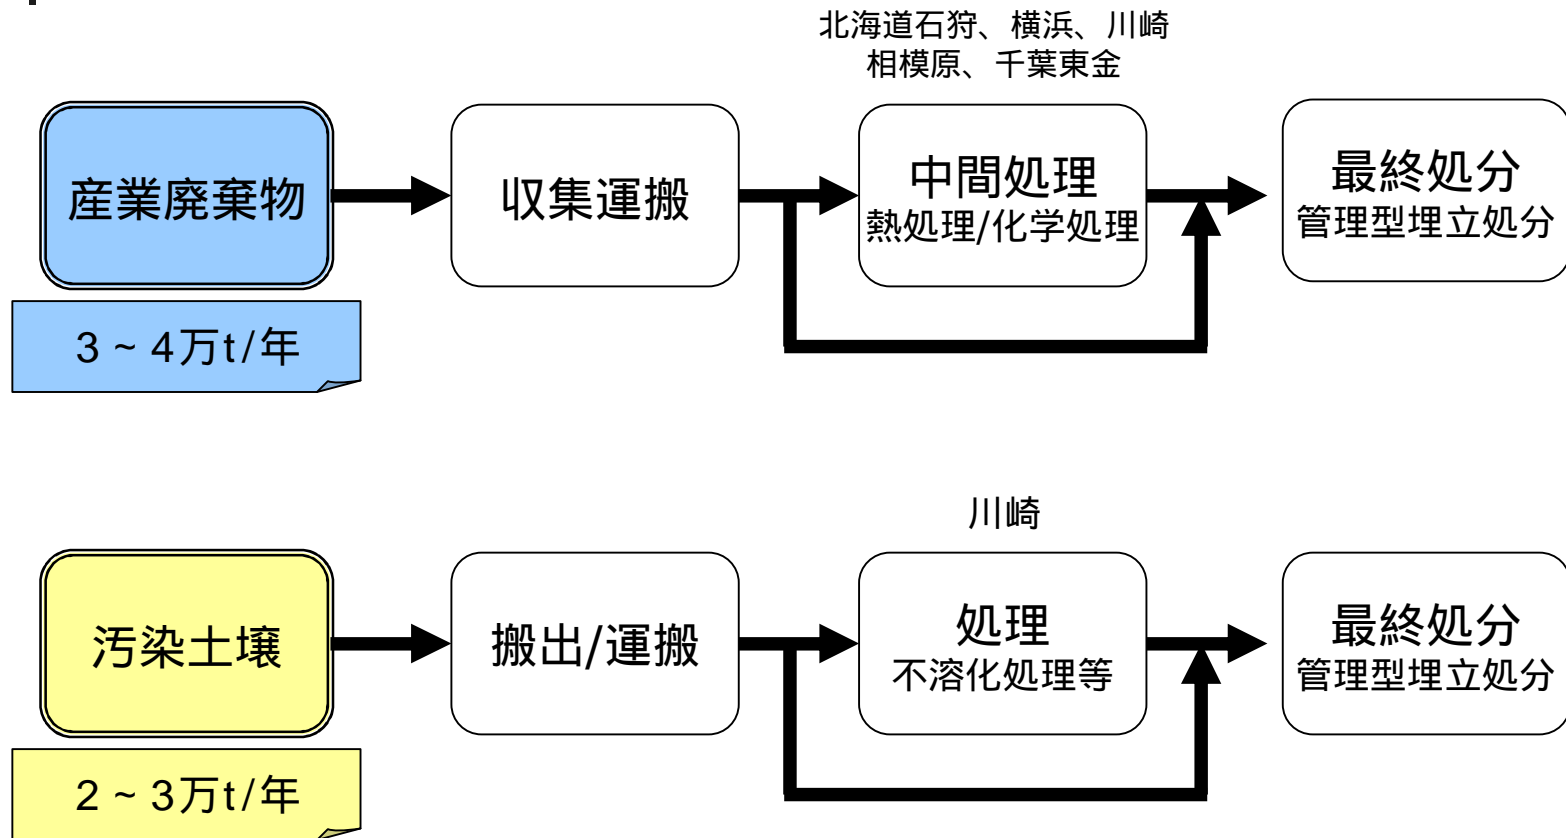 北海道石狩、横浜、川崎
相模原、千葉東金
産業廃棄物
収集運搬
中間処理
熱処理/化学処理
最終処分
管理型埋立処分
3~4万t/年
川崎
汚染土壌
搬出/運搬
処理
不溶化処理等
最終処分
管理型埋立処分
2~3万t/年